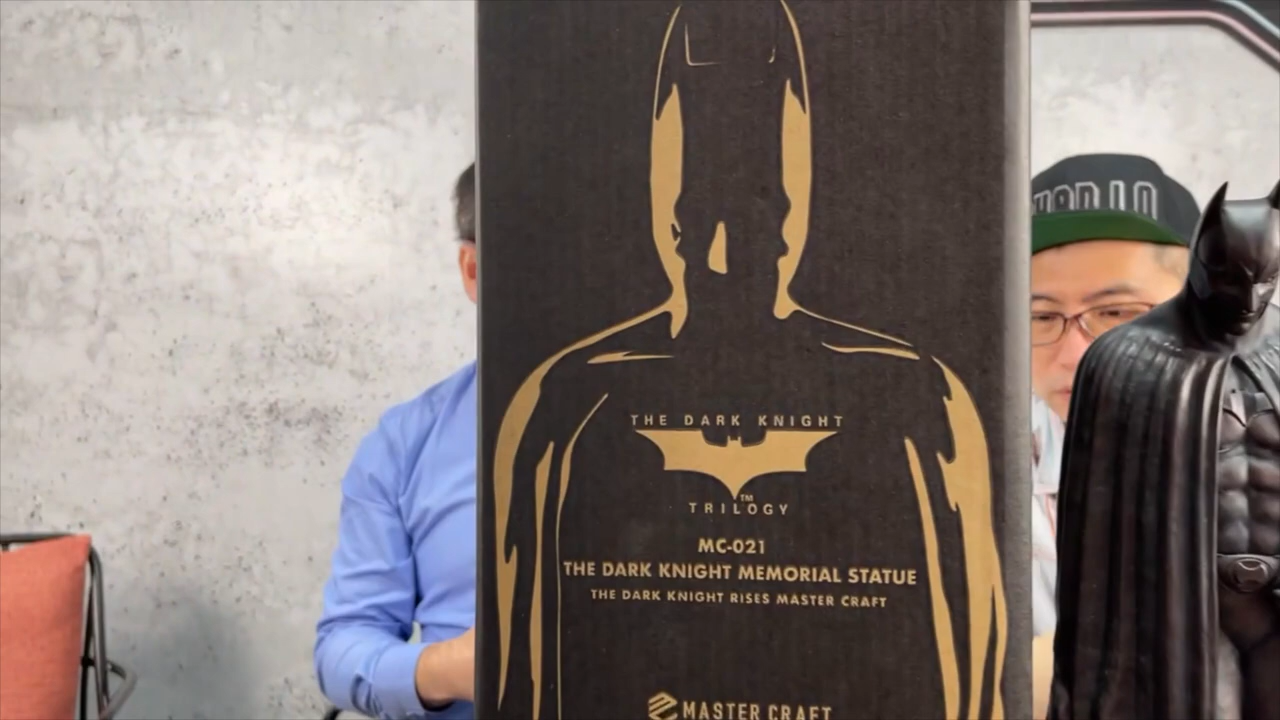 THE DARK KNIGHT
TM
TRILOGY
MC-021
THE DARK KNIGHT MEMORIAL STATUE
THE DARK KNIGHT RISES MASTER CRAFT
MASTER CRAFT